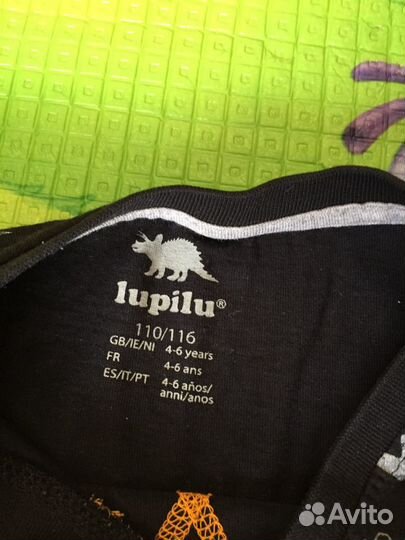 lupilu®
110/116
GB/IE/NI 4-6 years
FR 4-6 ans
ES/IT/PT 4-6 años/
anni/anos
Avito